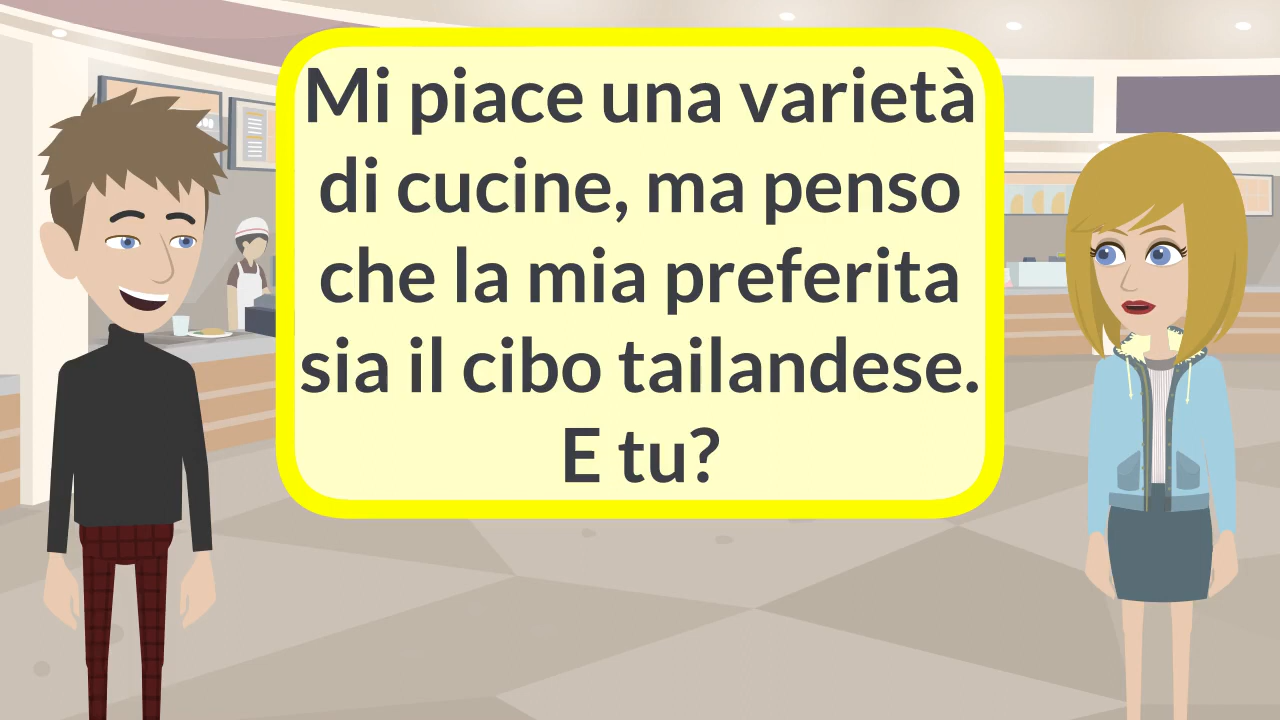 Mi piace una varietà
di cucine, ma penso
che la mia preferita
sia il cibo tailandese.
E tu?